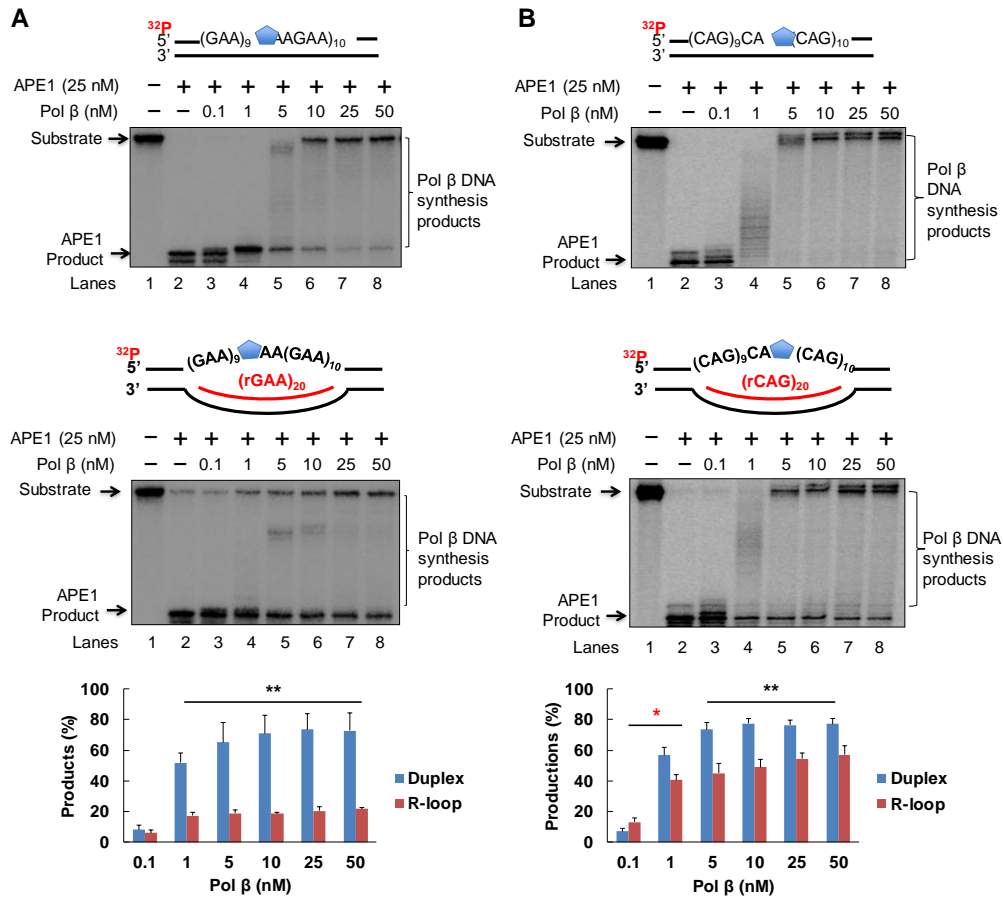 A
32P
5’
(GAA)9 AAGAA)10
3’
APE1 (25 nM) – + + + + + + +
Pol β (nM) – – 0.1 1 5 10 25 50
Substrate
Pol β DNA
synthesis
products
APE1
Product
Lanes 1 2 3 4 5 6 7 8
32P
5’
(GAA)9 AA(GAA)10
3’
(rGAA)20
APE1 (25 nM) – + + + + + + +
Pol β (nM) – – 0.1 1 5 10 25 50
Substrate
Pol β DNA
synthesis
products
APE1
Product
Lanes 1 2 3 4 5 6 7 8
Products (%)
100
80
60
40
20
0
**
Duplex
R-loop
0.1 1 5 10 25 50
Pol β (nM)
B
32P
5’
(CAG)9CA (CAG)10
3’
APE1 (25 nM) – + + + + + + +
Pol β (nM) – – 0.1 1 5 10 25 50
Substrate
Pol β
DNA
synthesis
products
APE1
Product
Lanes 1 2 3 4 5 6 7 8
32P
5’
(CAG)9CA (CAG)10
3’
(rCAG)20
APE1 (25 nM) – + + + + + + +
Pol β (nM) – – 0.1 1 5 10 25 50
Substrate
Pol β DNA
synthesis
products
APE1
Product
Lanes 1 2 3 4 5 6 7 8
Productions (%)
100
80
60
40
20
0
*
**
Duplex
R-loop
0.1 1 5 10 25 50
Pol β (nM)